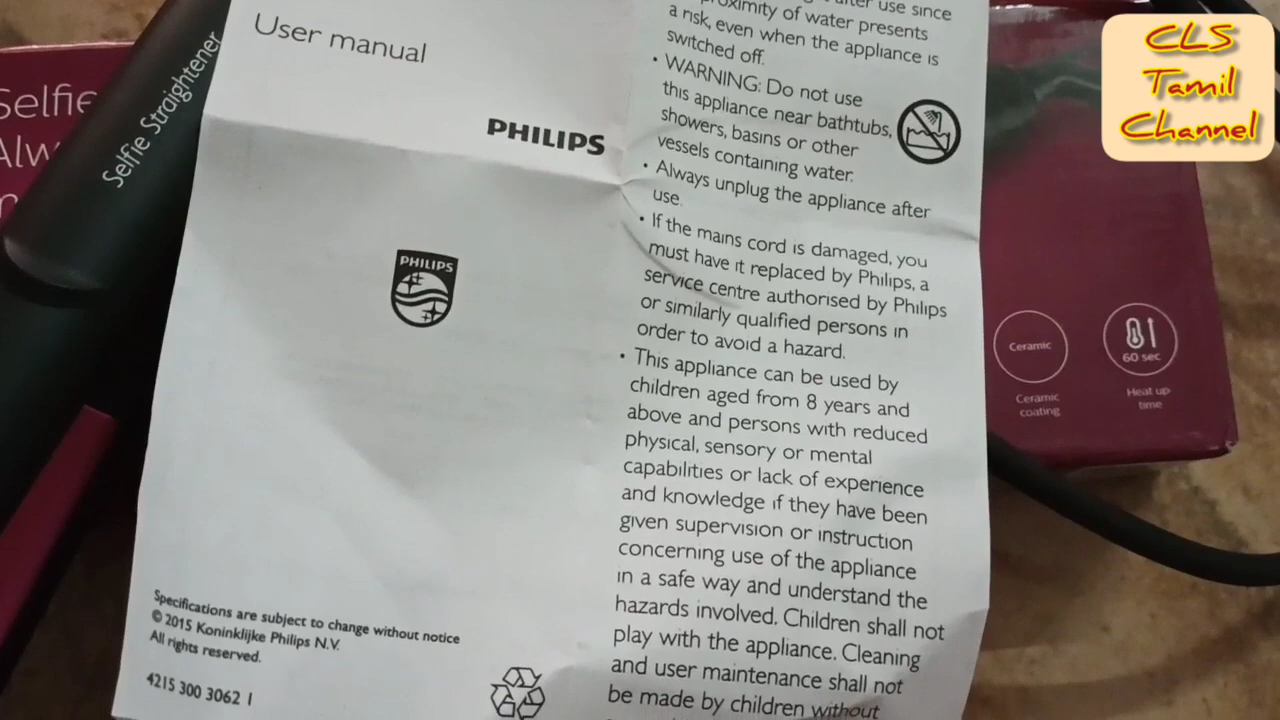 Selfie
Selfie Straightener
User manual
PHILIPS
PHILIPS
Specifications are subject to change without notice
© 2015 Koninklijke Philips N.V.
All rights reserved.
4215 300 3062 1
after use since
proximity of water presents
a risk, even when the appliance is
switched off.
• WARNING: Do not use
this appliance near bathtubs,
showers, basins or other
vessels containing water.
• Always unplug the appliance after
use.
• If the mains cord is damaged, you
must have it replaced by Philips, a
service centre authorised by Philips
or similarly qualified persons in
order to avoid a hazard.
• This appliance can be used by
children aged from 8 years and
above and persons with reduced
physical, sensory or mental
capabilities or lack of experience
and knowledge if they have been
given supervision or instruction
concerning use of the appliance
in a safe way and understand the
hazards involved. Children shall not
play with the appliance. Cleaning
and user maintenance shall not
be made by children without
CLS
Tamil
Channel
Ceramic
Ceramic
coating
60 sec
Heat up
time